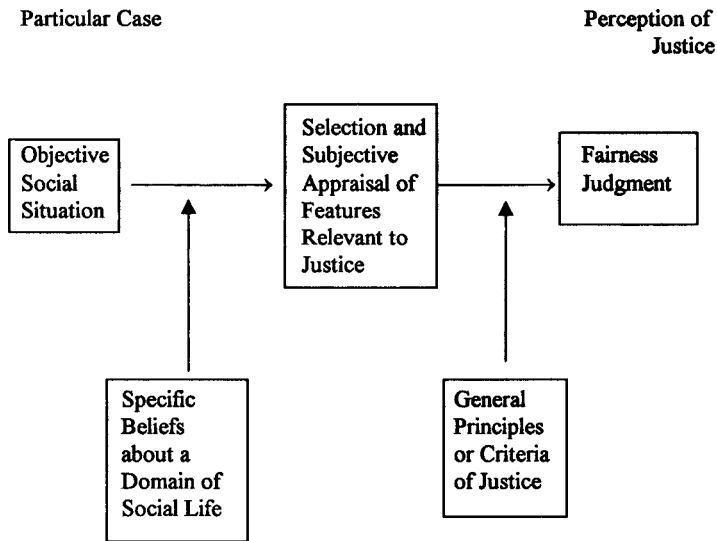 Particular Case
Perception of
Justice
Objective
Social
Situation
Selection and
Subjective
Appraisal of
Features
Relevant to
Justice
Fairness
Judgment
Specific
Beliefs
about a
Domain of
Social Life
General
Principles
or Criteria
of Justice